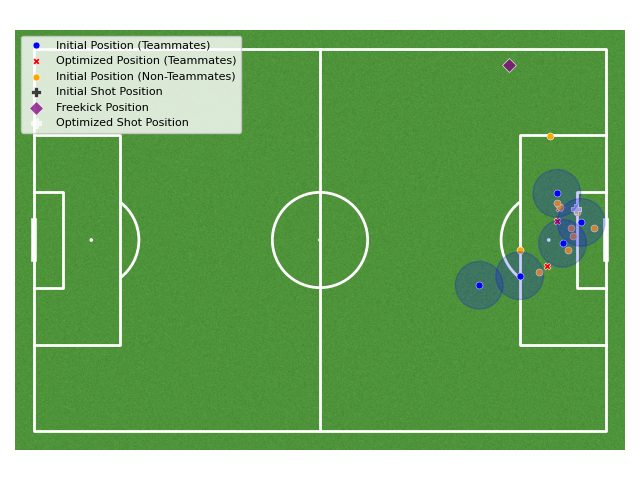 Initial Position (Teammates)
Optimized Position (Teammates)
Initial Position (Non-Teammates)
Initial Shot Position
Freekick Position
Optimized Shot Position